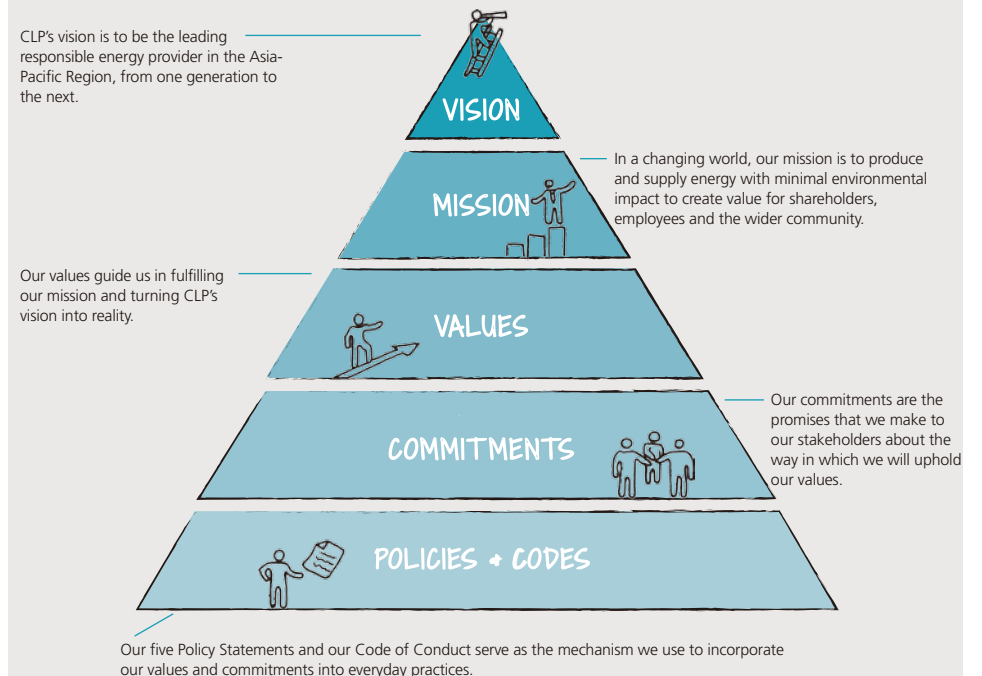 CLP's vision is to be the leading
responsible energy provider in the Asia-
Pacific Region, from one generation to
the next.
VISION
In a changing world, our mission is to produce
and supply energy with minimal environmental
impact to create value for shareholders,
employees and the wider community.
MISSION
Our values guide us in fulfilling
our mission and turning CLP's
vision into reality.
VALUES
Our commitments are the
promises that we make to
our stakeholders about the
way in which we will uphold
our values.
COMMITMENTS
POLICIES & CODES
Our five Policy Statements and our Code of Conduct serve as the mechanism we use to incorporate
our values and commitments into everyday practices.